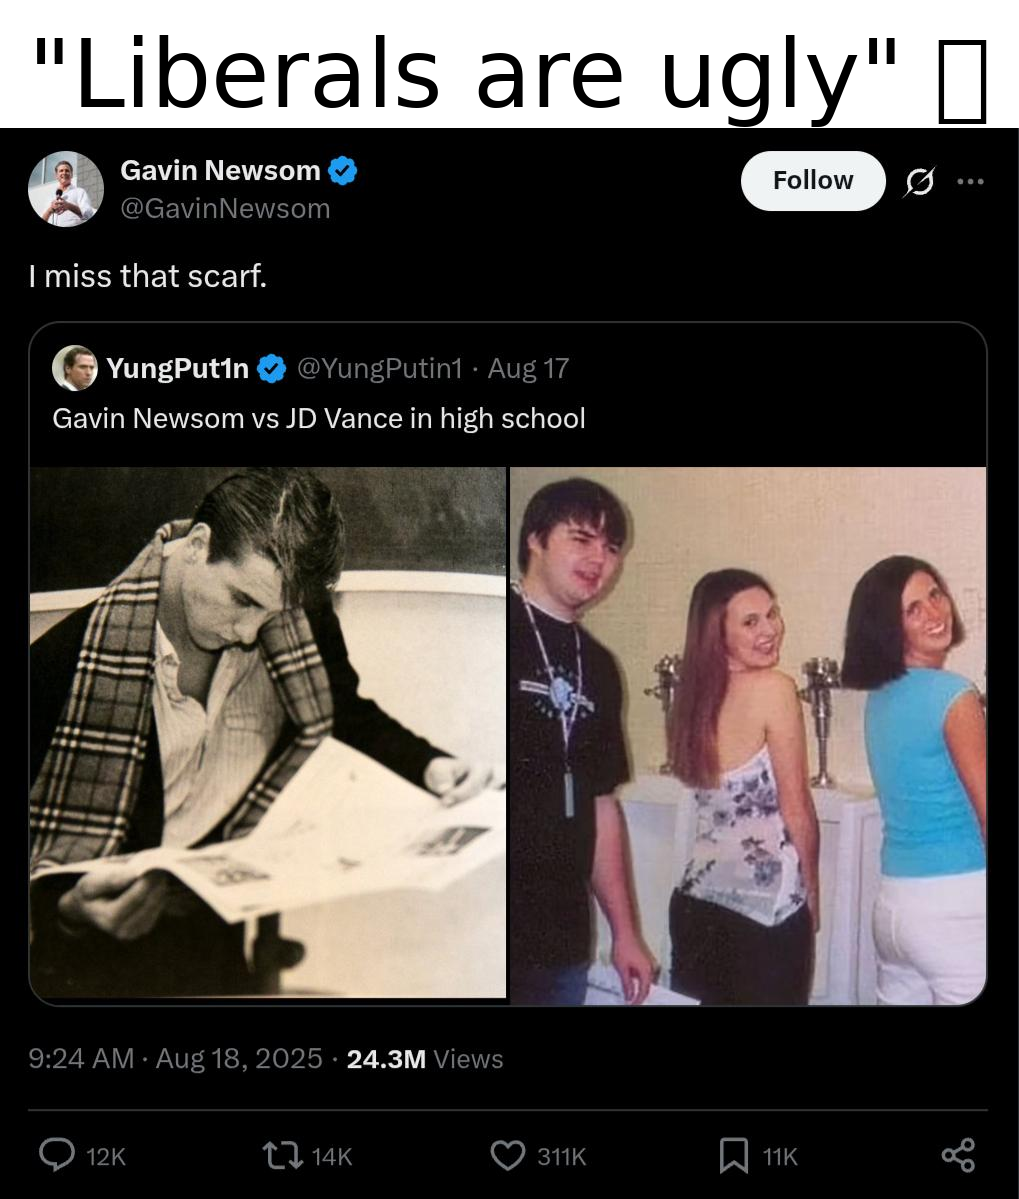 "Liberals are ugly" 
Gavin Newsom
@GavinNewsom
Follow
I miss that scarf.
YungPut1n @YungPutin1 · Aug 17
Gavin Newsom vs JD Vance in high school
9:24 AM · Aug 18, 2025 · 24.3M Views
12K 14K 311K 11K